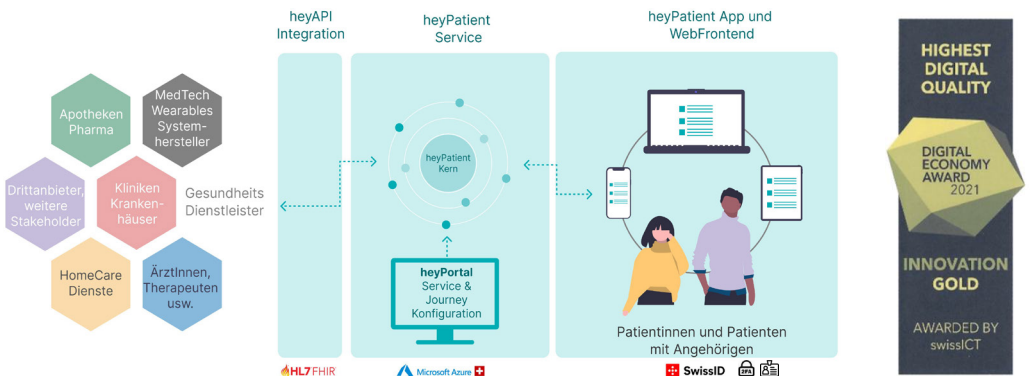 heyAPI
Integration
heyPatient
Service
heyPatient App und
WebFrontend
Apotheken
Pharma
MedTech
Wearables
System-
hersteller
Drittanbieter,
weitere
Stakeholder
Kliniken
Kranken-
häuser
Gesundheits
Dienstleister
HomeCare
Dienste
ÄrztInnen,
Therapeuten
usw.
heyPatient
Kern
heyPortal
Service &
Journey
Konfiguration
Patientinnen und Patienten
mit Angehörigen
HL7 FHIR
Microsoft Azure
SwissID
2FA
HIGHEST
DIGITAL
QUALITY
DIGITAL
ECONOMY
AWARD
2021
INNOVATION
GOLD
AWARDED BY
swissICT